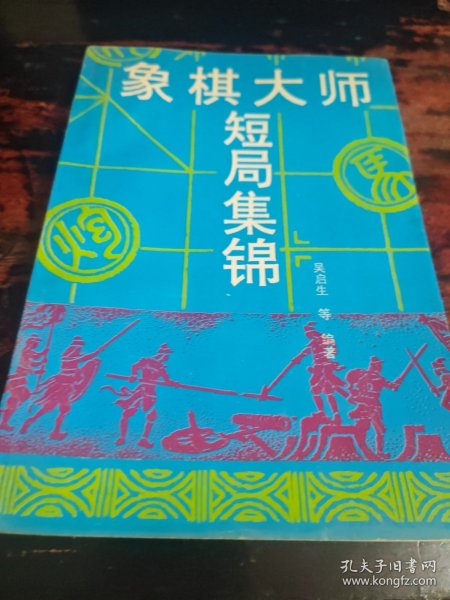 象棋大师
短局集锦
吴启生 等 编著
炮
馬
孔夫子旧书网
www.kongfz.com